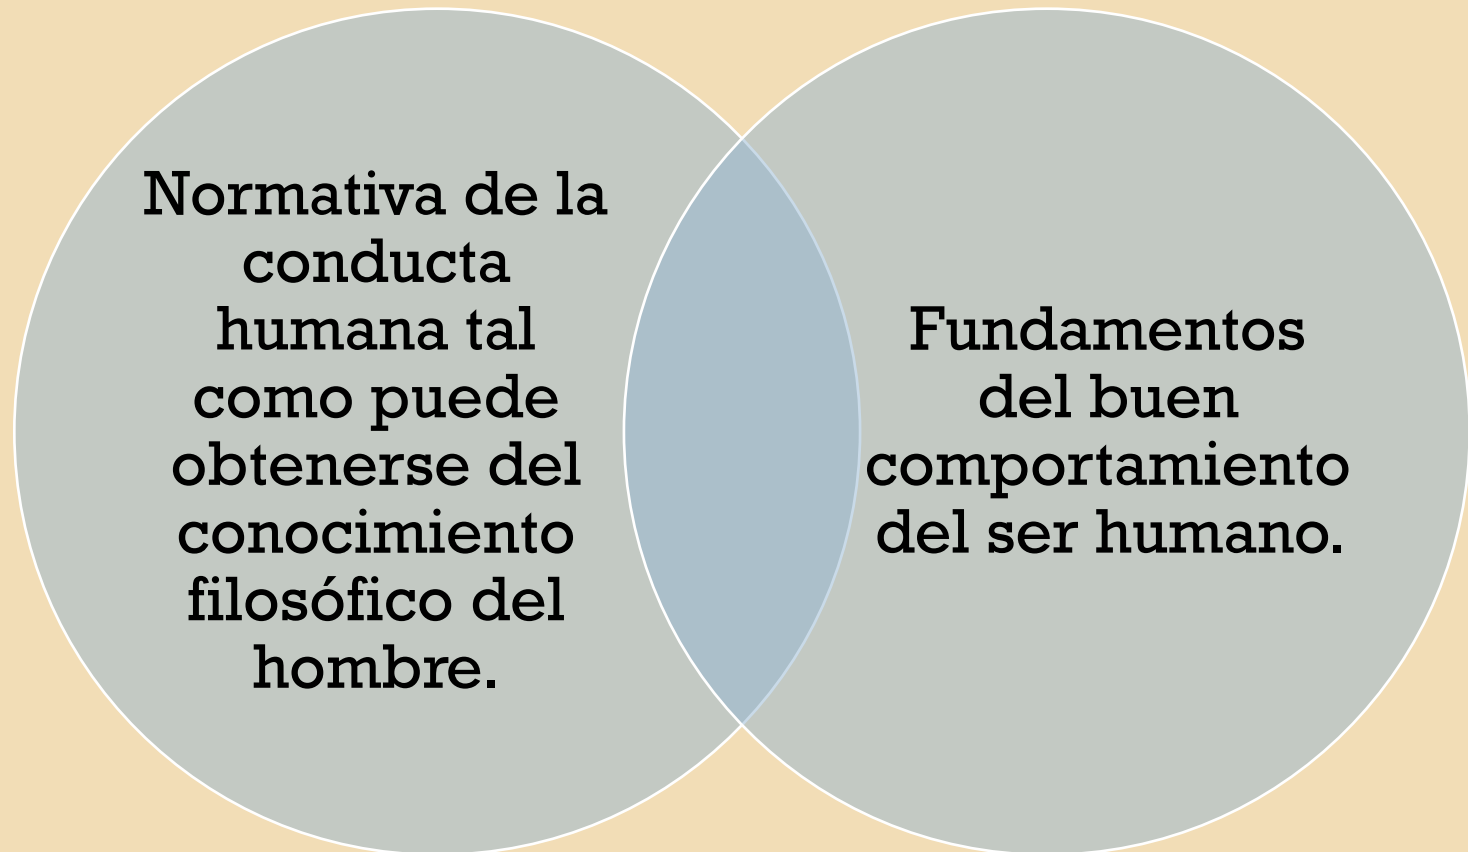 Normativa de la
conducta
humana tal
como puede
obtenerse del
conocimiento
filosófico del
hombre.
Fundamentos
del buen
comportamiento
del ser humano.